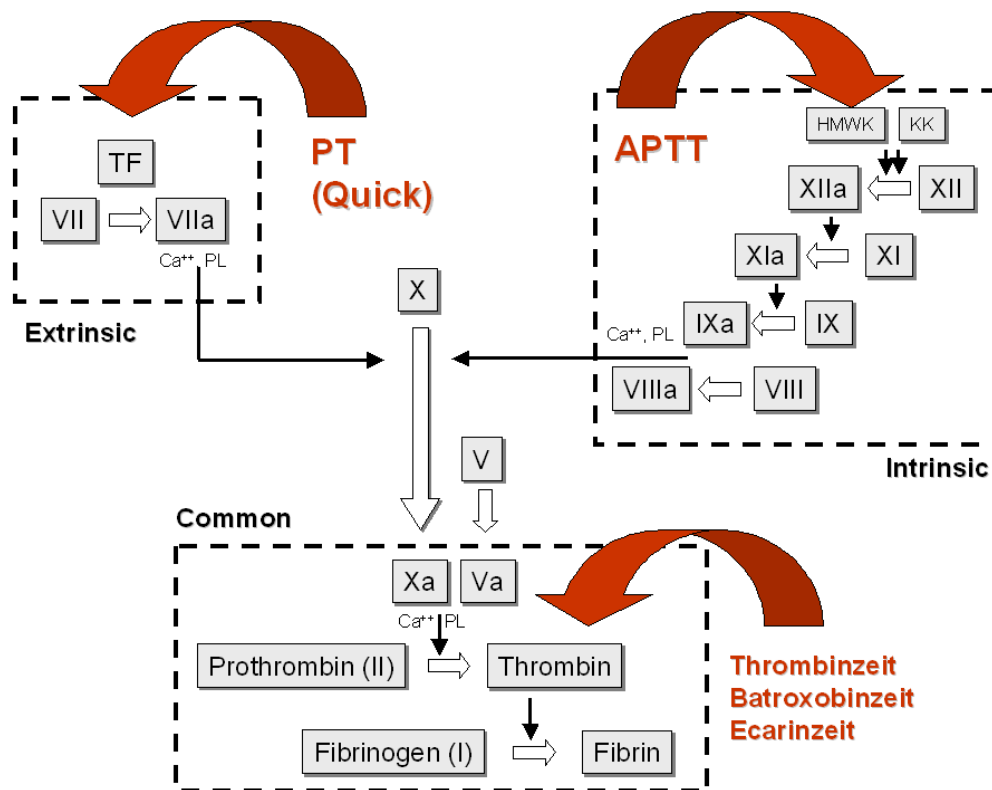 PT
(Quick)
APTT
HMWK KK
TF
XIIa XII
VII VIIa
Ca⁺⁺, PL
XIa XI
X
Extrinsic
IXa IX
Ca⁺⁺, PL
VIIIa VIII
V
Intrinsic
Common
Xa Va
Ca⁺⁺ PL
Prothrombin (II) Thrombin
Thrombinzeit
Batroxobinzeit
Ecarinzeit
Fibrinogen (I) Fibrin